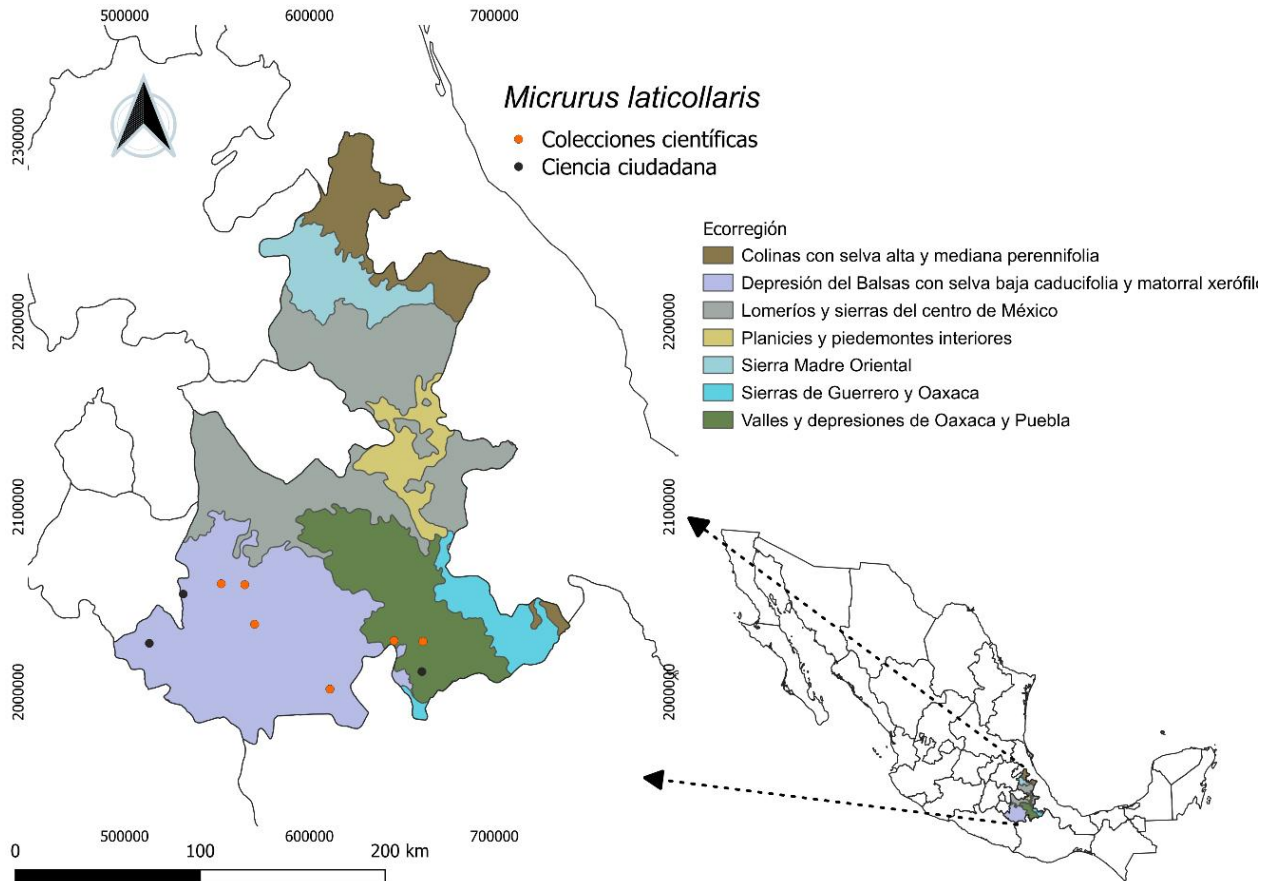 500000 600000 700000
2300000
Micrurus laticollaris
Colecciones científicas
Ciencia ciudadana
Ecorregión
Colinas con selva alta y mediana perennifolia
Depresión del Balsas con selva baja caducifolia y matorral xerófil
Lomeríos y sierras del centro de México
Planicies y piedemontes interiores
Sierra Madre Oriental
Sierras de Guerrero y Oaxaca
Valles y depresiones de Oaxaca y Puebla
2200000 2200000
2100000 2100000
2000000 2000000
500000 600000 700000
0 100 200 km